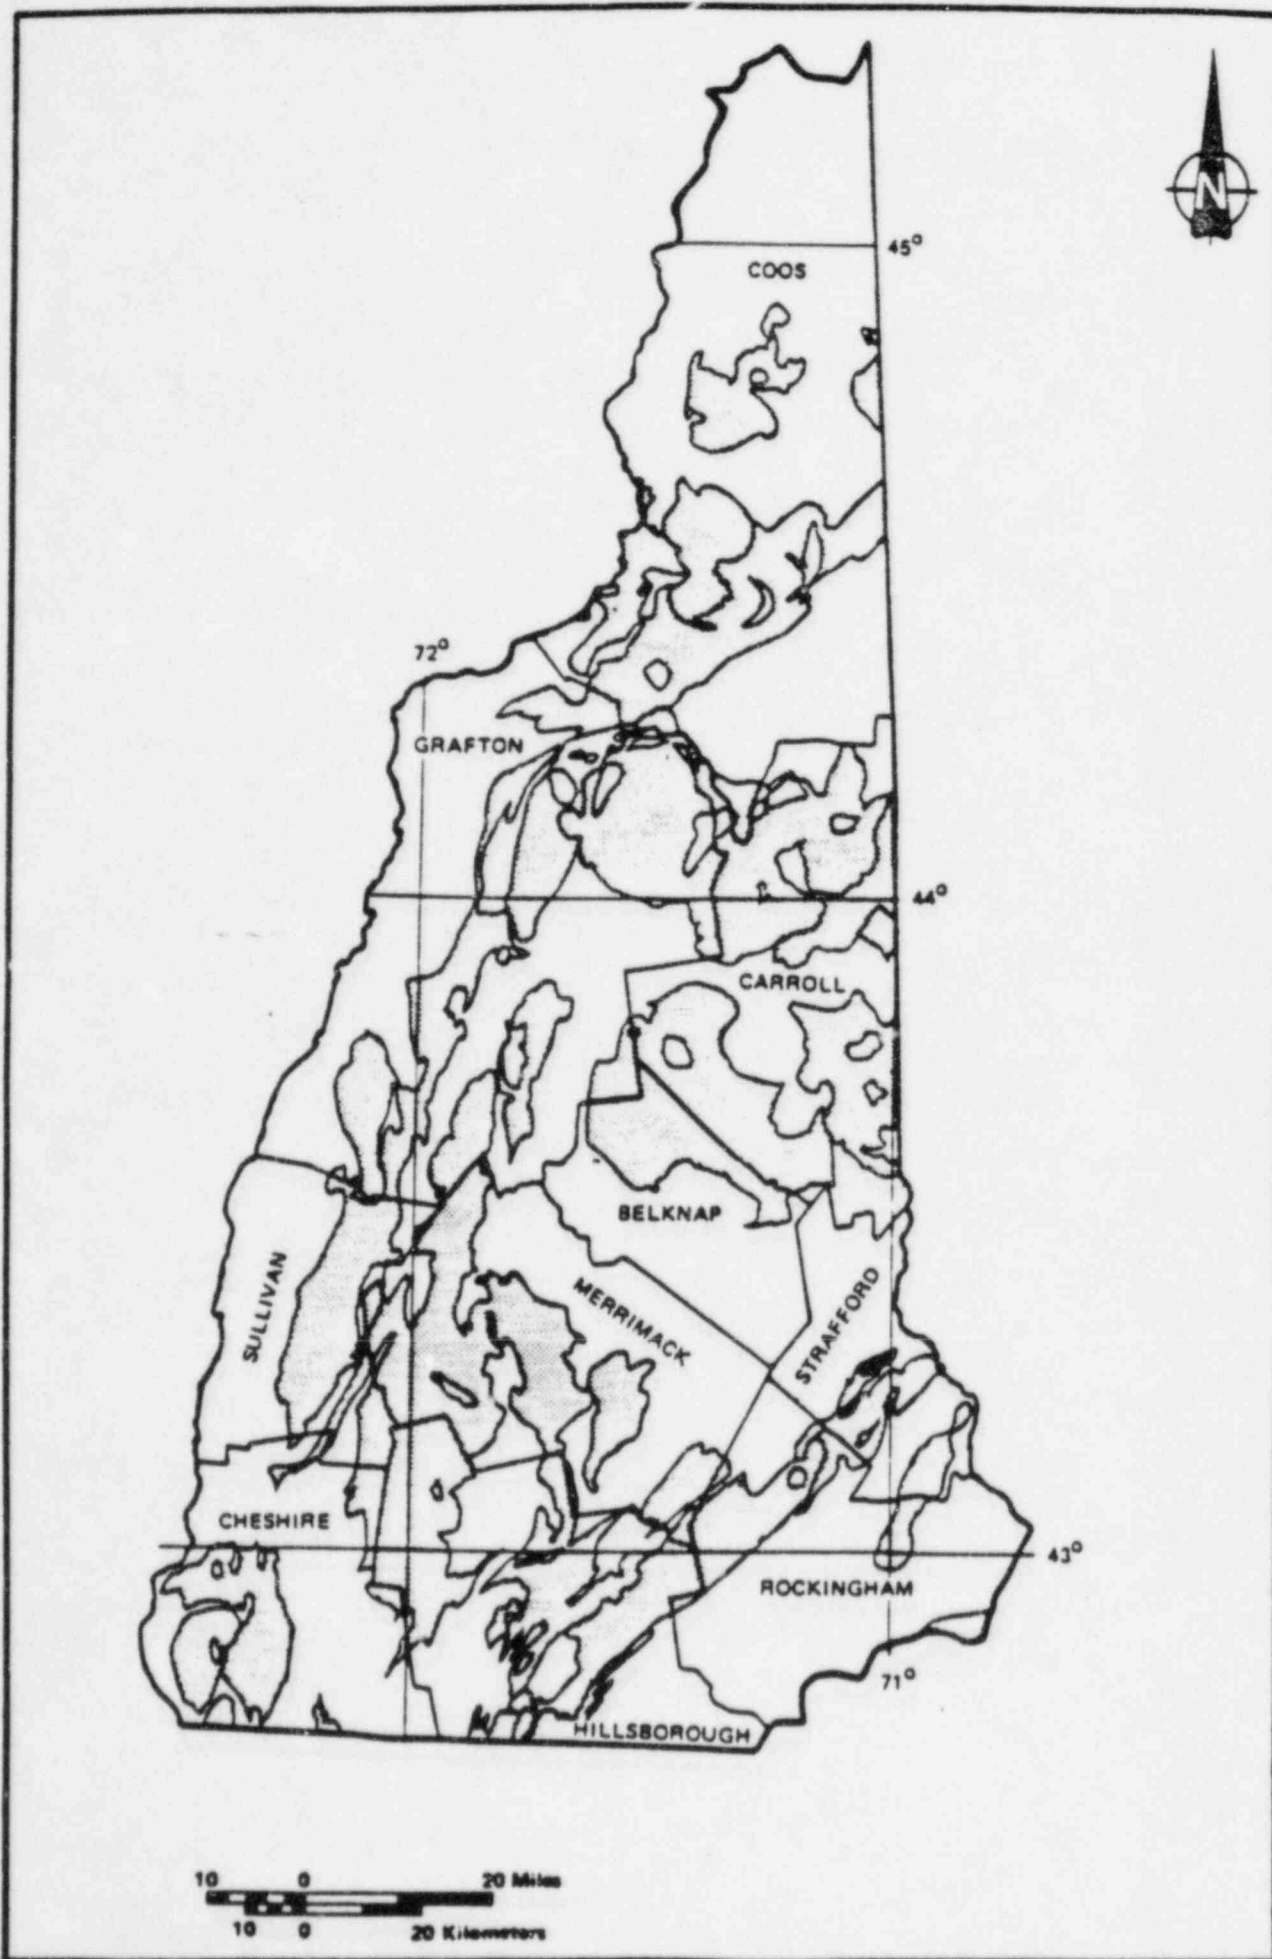 N
45°
COOS
72°
GRAFTON
44°
CARROLL
BELKNAP
SULLIVAN
MERRIMACK
STRAFFORD
CHESHIRE
43°
ROCKINGHAM
71°
HILLSBOROUGH
10 0 20 Miles
10 0 20 Kilometers